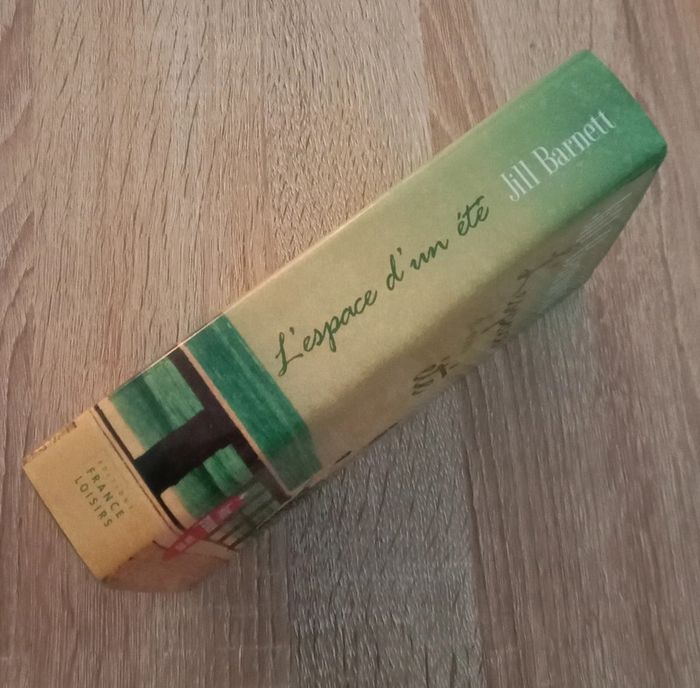 L'espace d'un été
Jill Barnett
ÉDITIONS
FRANCE
LOISIRS